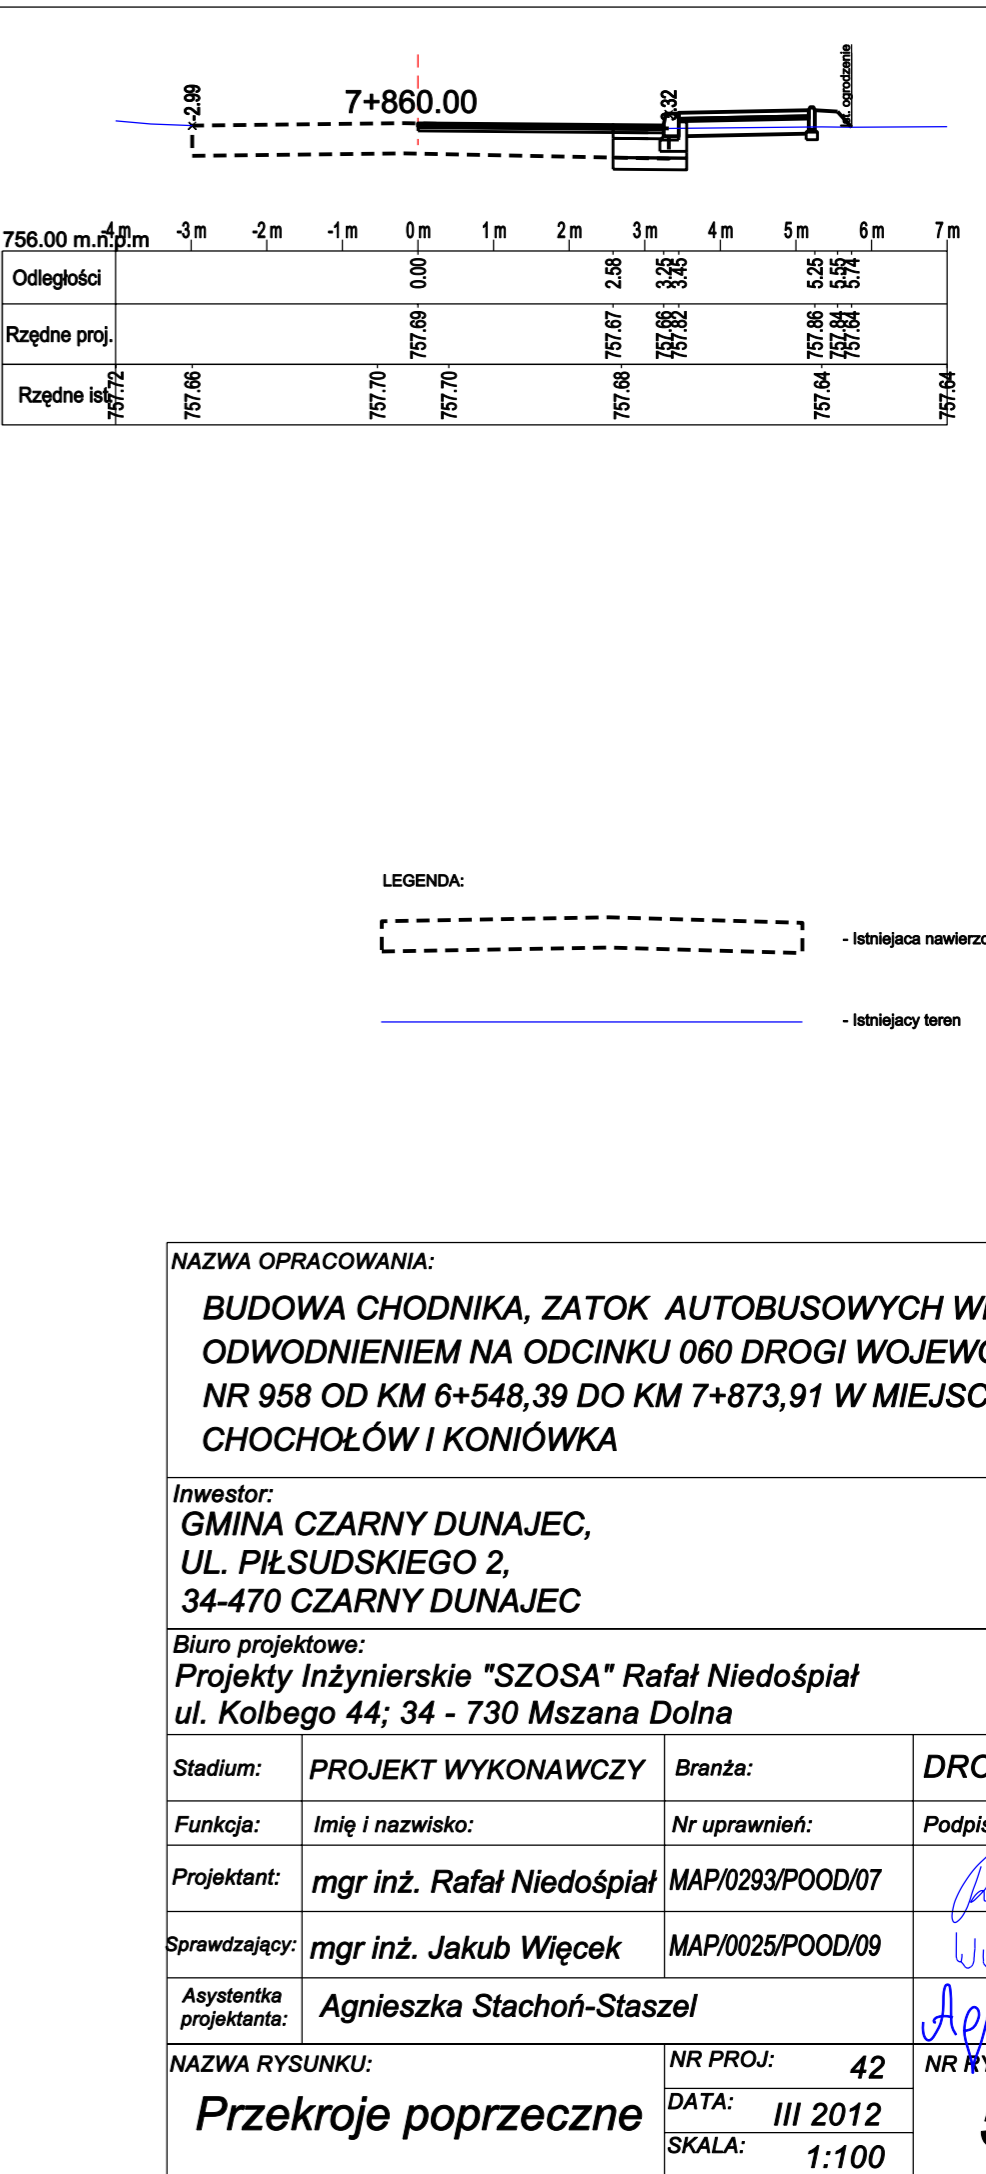 -2.99
7+860.00
3.32
ist. ogrodzenie
756.00 m.n.p.m
-4 m -3 m -2 m -1 m 0 m 1 m 2 m 3 m 4 m 5 m 6 m 7 m
Odległości 0.00 2.58 3.25 3.45 5.25 5.55 5.74
Rzędne proj. 757.69 757.67 757.66 757.82 757.86 757.84 757.64
Rzędne ist. 757.72 757.66 757.70 757.70 757.68 757.64 757.64
LEGENDA:
- Istniejaca
- Istniejacy teren
NAZWA OPRACOWANIA:
BUDOWA CHODNIKA, ZATOK AUTOBUSOWYCH
ODWODNIENIEM NA ODCINKU 060 DROGI
NR 958 OD KM 6+548,39 DO KM 7+873,91 W
CHOCHOŁÓW I KONIÓWKA
Inwestor:
GMINA CZARNY DUNAJEC,
UL. PIŁSUDSKIEGO 2,
34-470 CZARNY DUNAJEC
Biuro projektowe:
Projekty Inżynierskie "SZOSA" Rafał Niedośpiał
ul. Kolbego 44; 34 - 730 Mszana Dolna
Stadium: PROJEKT WYKONAWCZY Branża:
Funkcja: Imię i nazwisko: Nr uprawnień: Podpis
Projektant: mgr inż. Rafał Niedośpiał MAP/0293/POOD/07
Sprawdzający: mgr inż. Jakub Więcek MAP/0025/POOD/09
Asystentka
projektanta: Agnieszka Stachoń-Staszel
NAZWA RYSUNKU:
Przekroje poprzeczne
NR PROJ: 42 NR
DATA: III 2012
SKALA: 1:100